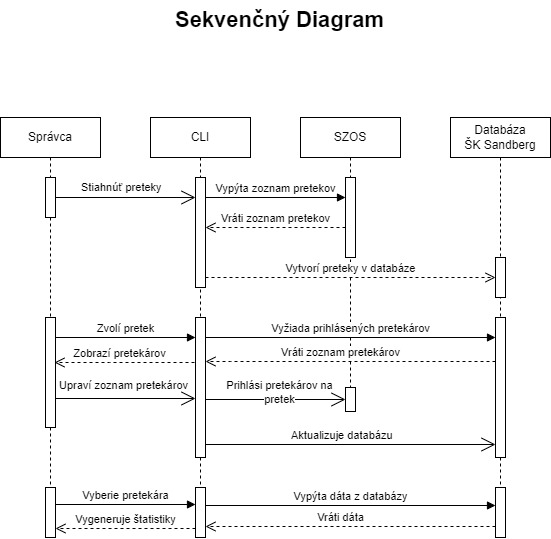 Sekvenčný Diagram
Správca
CLI
SZOS
Databáza
ŠK Sandberg
Stiahnúť preteky
Vypýta zoznam pretekov
Vráti zoznam pretekov
Vytvorí preteky v databáze
Zvolí pretek
Vyžiada prihlásených pretekárov
Zobrazí pretekárov
Vráti zoznam pretekárov
Upraví zoznam pretekárov
Prihlási pretekárov na
pretek
Aktualizuje databázu
Vyberie pretekára
Vypýta dáta z databázy
Vygeneruje štatistiky
Vráti dáta